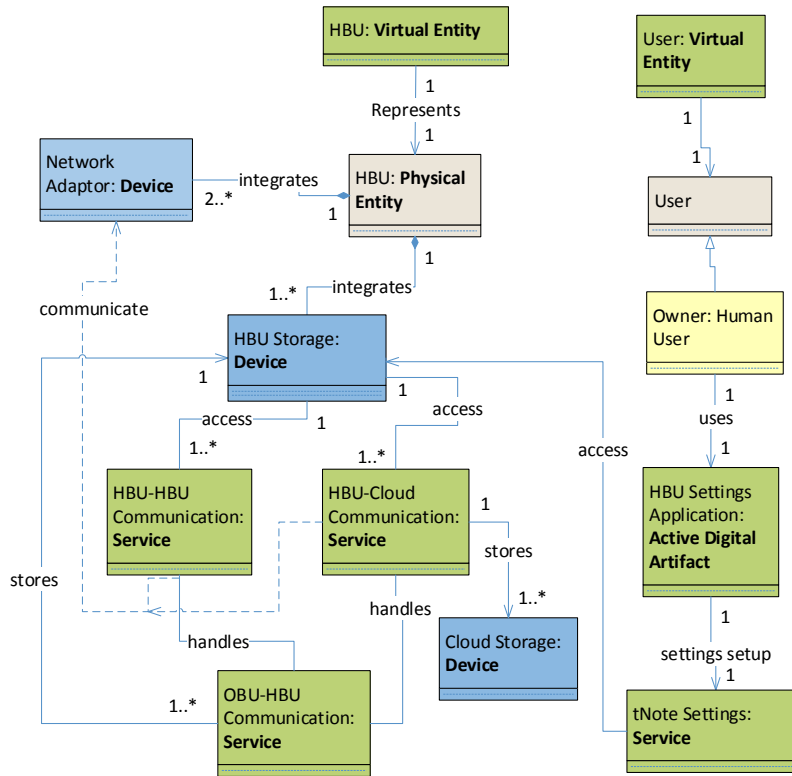 HBU: Virtual Entity
User: Virtual
Entity
1
Represents
1
1
1
Network
Adaptor: Device
integrates
2..*
1
HBU: Physical
Entity
User
1
communicate
1..*
integrates
HBU Storage:
Device
Owner: Human
User
1
1
1
access
1..*
access
1..*
1
uses
1
access
HBU-HBU
Communication:
Service
HBU-Cloud
Communication:
Service
1
HBU Settings
Application:
Active Digital
Artifact
stores
stores
handles
1..*
1
handles
Cloud Storage:
Device
settings setup
1
OBU-HBU
Communication:
Service
1..*
tNote Settings:
Service